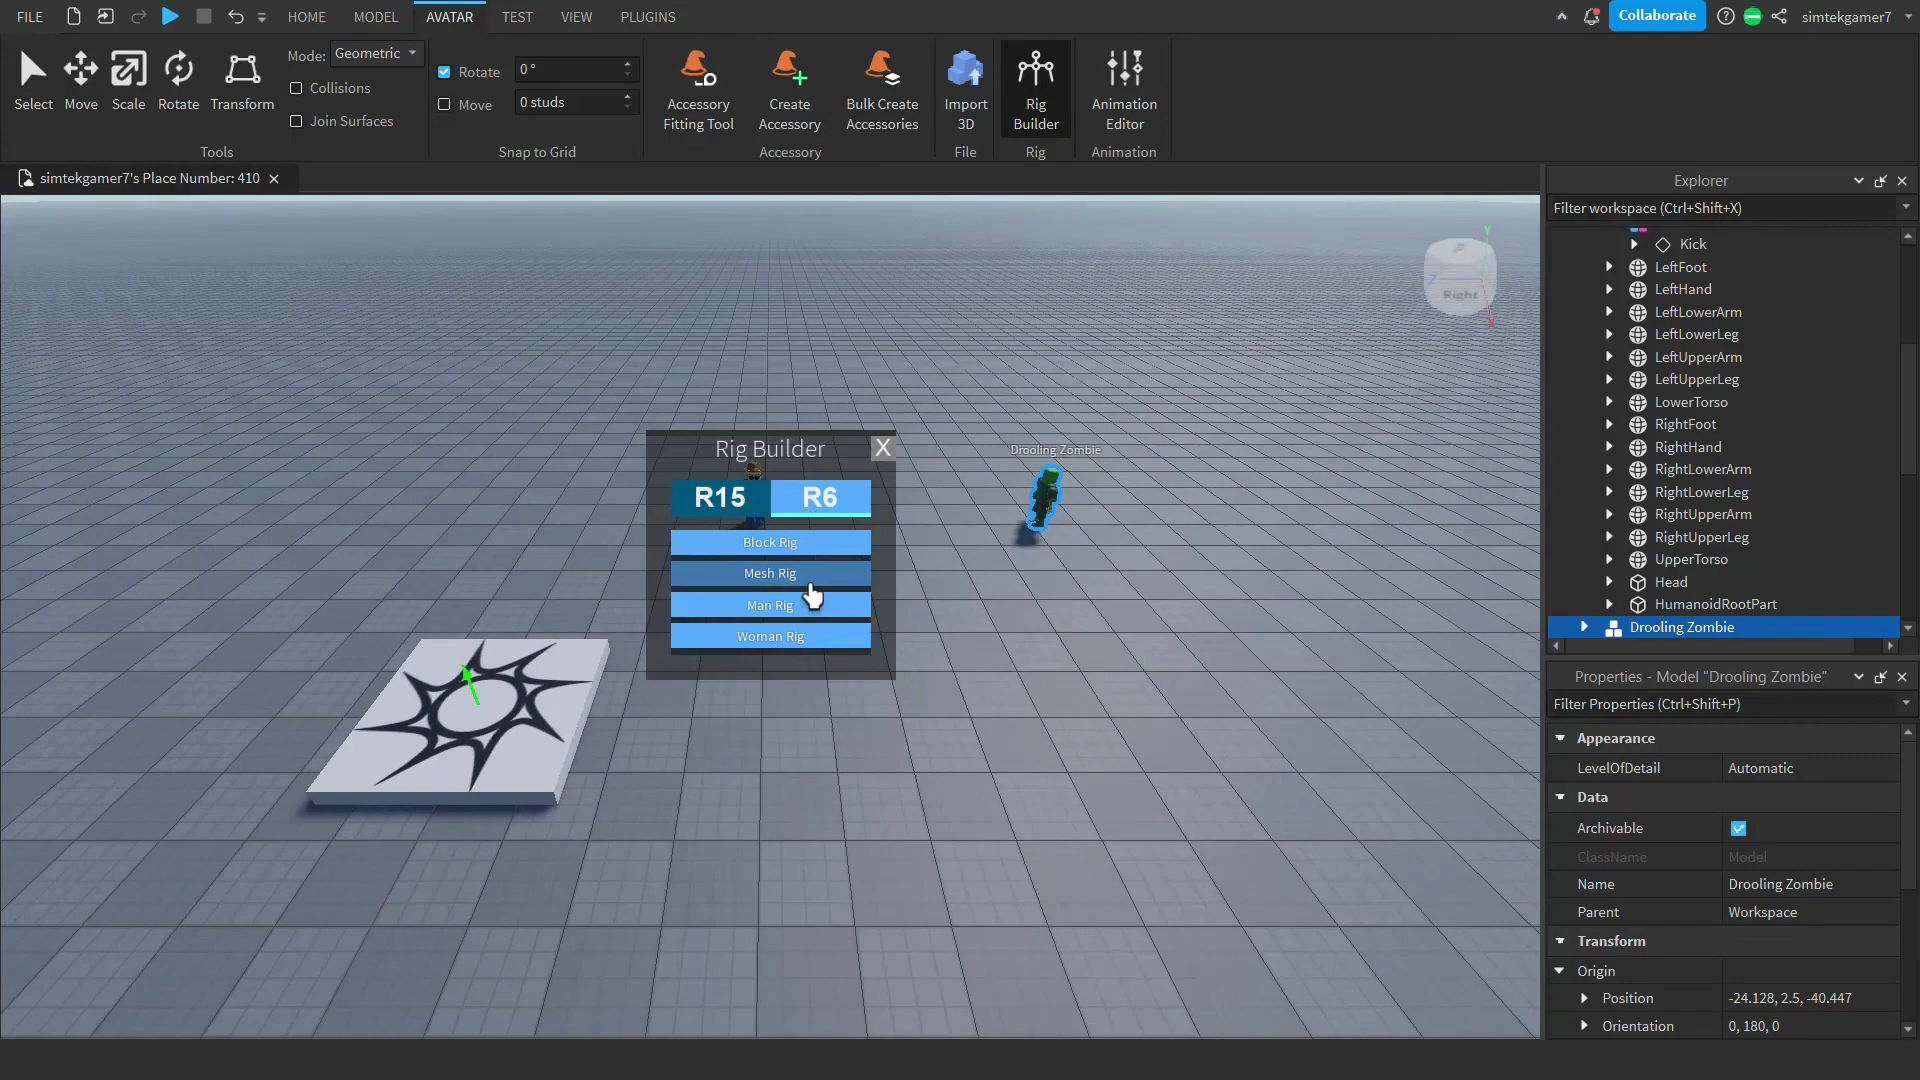 FILE HOME MODEL AVATAR TEST VIEW PLUGINS Collaborate simtekgamer7
Mode: Geometric
Collisions
Join Surfaces
Select Move Scale Rotate Transform
Tools
Rotate 0 °
Move 0 studs
Snap to Grid
Accessory Fitting Tool
Create Accessory
Bulk Create Accessories
Accessory
Import 3D
File
Rig Builder
Rig
Animation Editor
Animation
simtekgamer7's Place Number: 410
Y
Z
Right
X
Drooling Zombie
Rig Builder X
R15 R6
Block Rig
Mesh Rig
Man Rig
Woman Rig
Explorer
Filter workspace (Ctrl+Shift+X)
Kick
LeftFoot
LeftHand
LeftLowerArm
LeftLowerLeg
LeftUpperArm
LeftUpperLeg
LowerTorso
RightFoot
RightHand
RightLowerArm
RightLowerLeg
RightUpperArm
RightUpperLeg
UpperTorso
Head
HumanoidRootPart
Drooling Zombie
Properties - Model "Drooling Zombie"
Filter Properties (Ctrl+Shift+P)
Appearance
LevelOfDetail Automatic
Data
Archivable
ClassName Model
Name Drooling Zombie
Parent Workspace
Transform
Origin
Position -24.128, 2.5, -40.447
Orientation 0, 180, 0